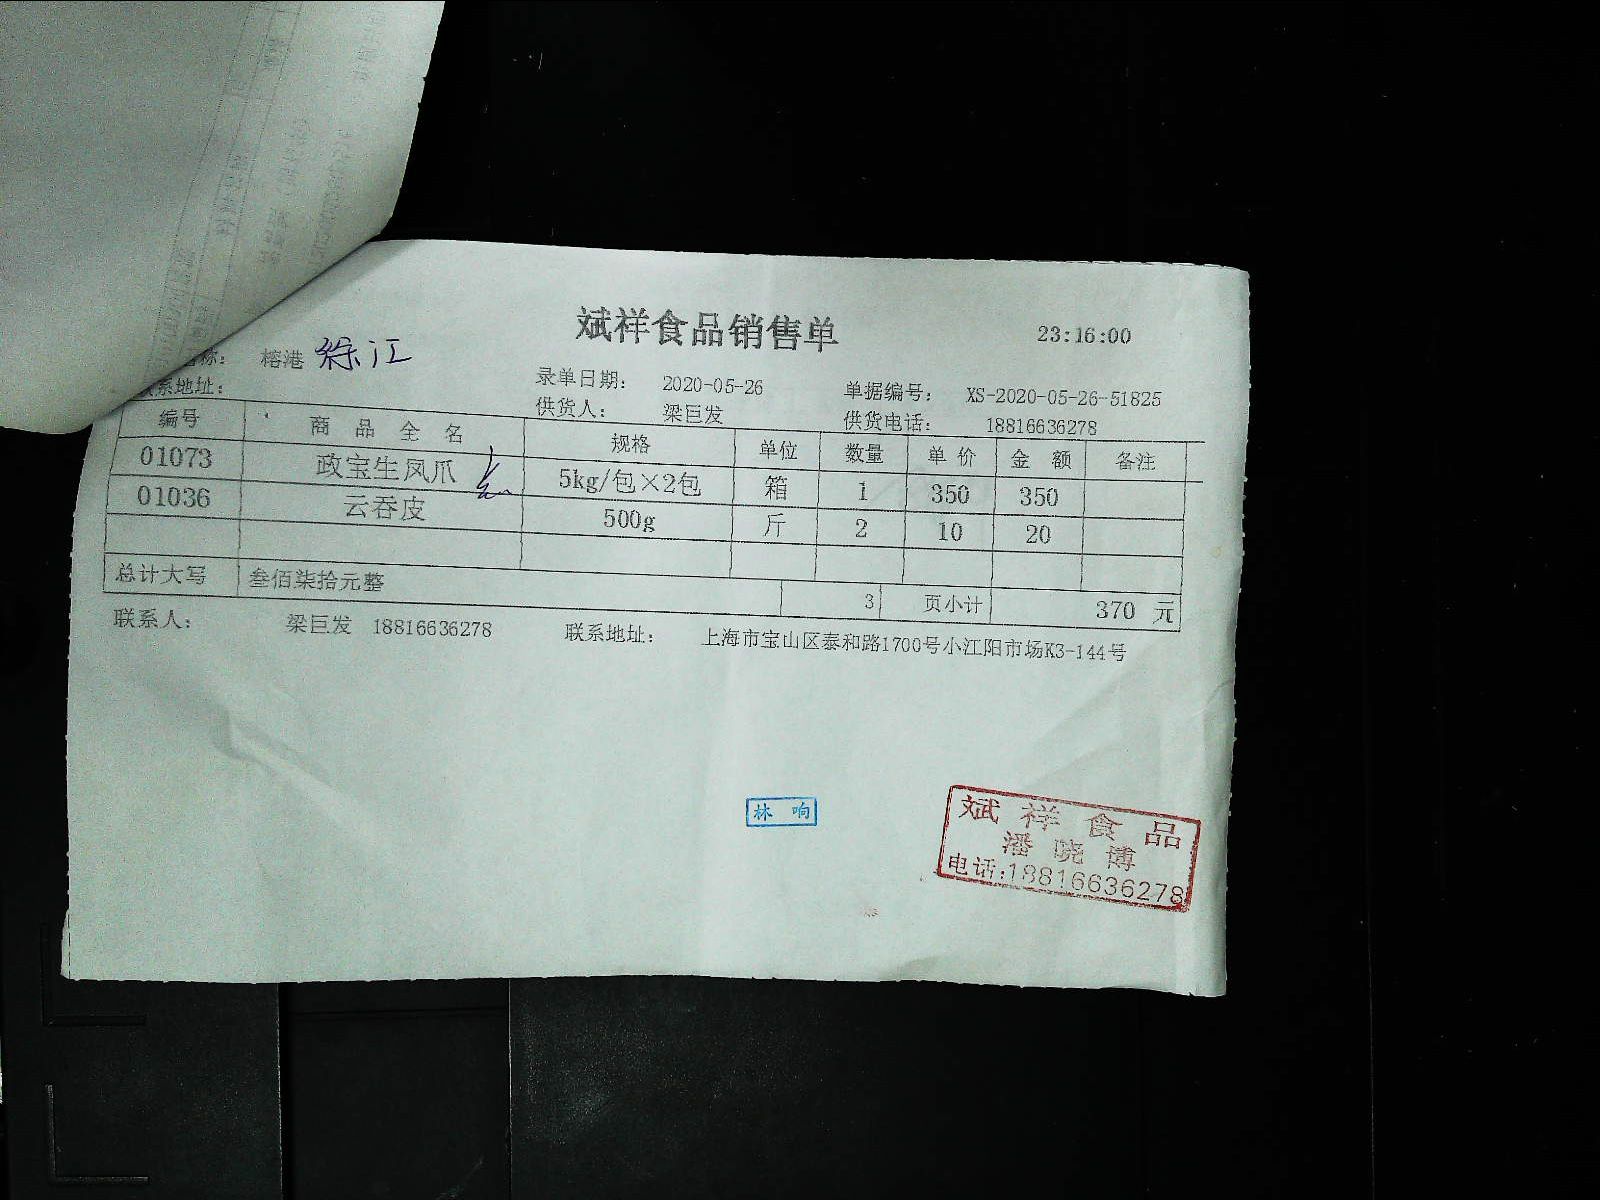 斌祥食品销售单
23:16:00
名称： 榕港
录单日期： 2020-05-26 单据编号： XS-2020-05-26-51825
联系地址： 供货人： 梁巨发 供货电话： 18816636278
编号 商品全名 规格 单位 数量 单价 金额 备注
01073 政宝生凤爪 5kg/包×2包 箱 1 350 350
01036 云吞皮 500g 斤 2 10 20
总计大写 叁佰柒拾元整 3 页小计 370 元
联系人： 梁巨发 18816636278 联系地址： 上海市宝山区泰和路1700号小江阳市场K3-144号
林响
斌祥食品
潘晓博
电话:18816636278